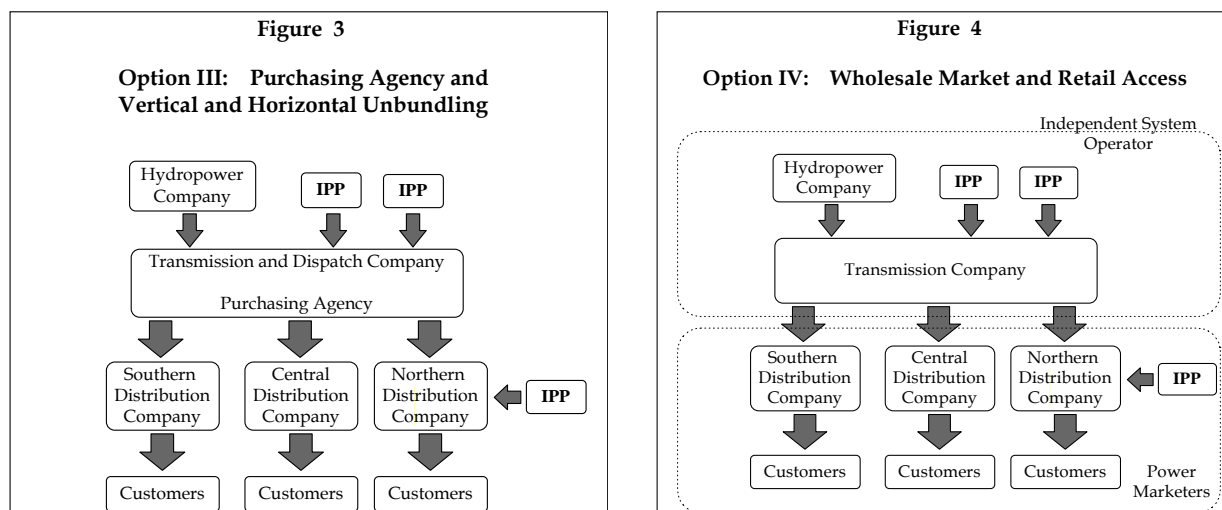 Figure 3
Option III: Purchasing Agency and
Vertical and Horizontal Unbundling
Hydropower
Company
IPP
IPP
Transmission and Dispatch Company
Purchasing Agency
Southern
Distribution
Company
Central
Distribution
Company
Northern
Distribution
Company
IPP
Customers
Customers
Customers
Figure 4
Option IV: Wholesale Market and Retail Access
Independent System
Operator
Hydropower
Company
IPP
IPP
Transmission Company
Southern
Distribution
Company
Central
Distribution
Company
Northern
Distribution
Company
IPP
Customers
Customers
Customers
Power
Marketers